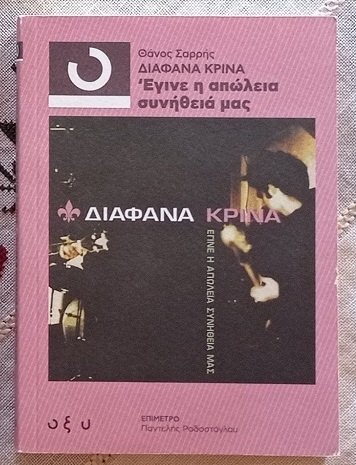 Θάνος Σαρρής
ΔΙΑΦΑΝΑ ΚΡΙΝΑ
Έγινε η απώλεια
συνήθειά μας
ΔΙΑΦΑΝΑ ΚΡΙΝΑ
ΕΓΙΝΕ Η ΑΠΩΛΕΙΑ ΣΥΝΗΘΕΙΑ ΜΑΣ
οξυ
ΕΠΙΜΕΤΡΟ
Παντελής Ροδοστόγλου